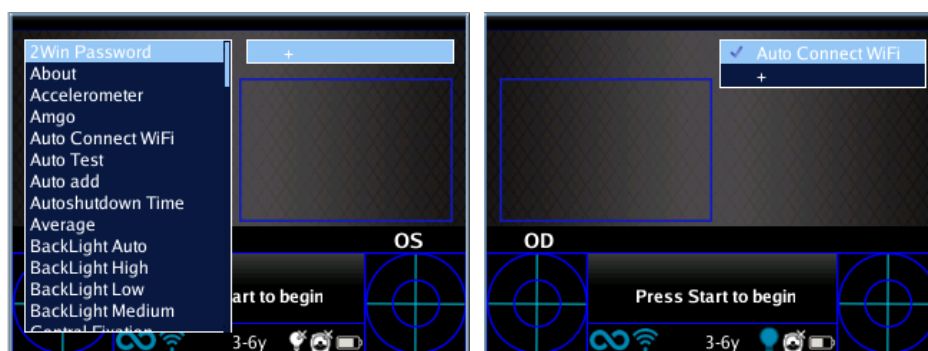 2Win Password
About
Accelerometer
Amgo
Auto Connect WiFi
Auto Test
Auto add
Autoshutdown Time
Average
BackLight Auto
BackLight High
BackLight Low
BackLight Medium
Central Fixation
+
OS
art to begin
3-6y
Auto Connect WiFi
+
OD
Press Start to begin
3-6y